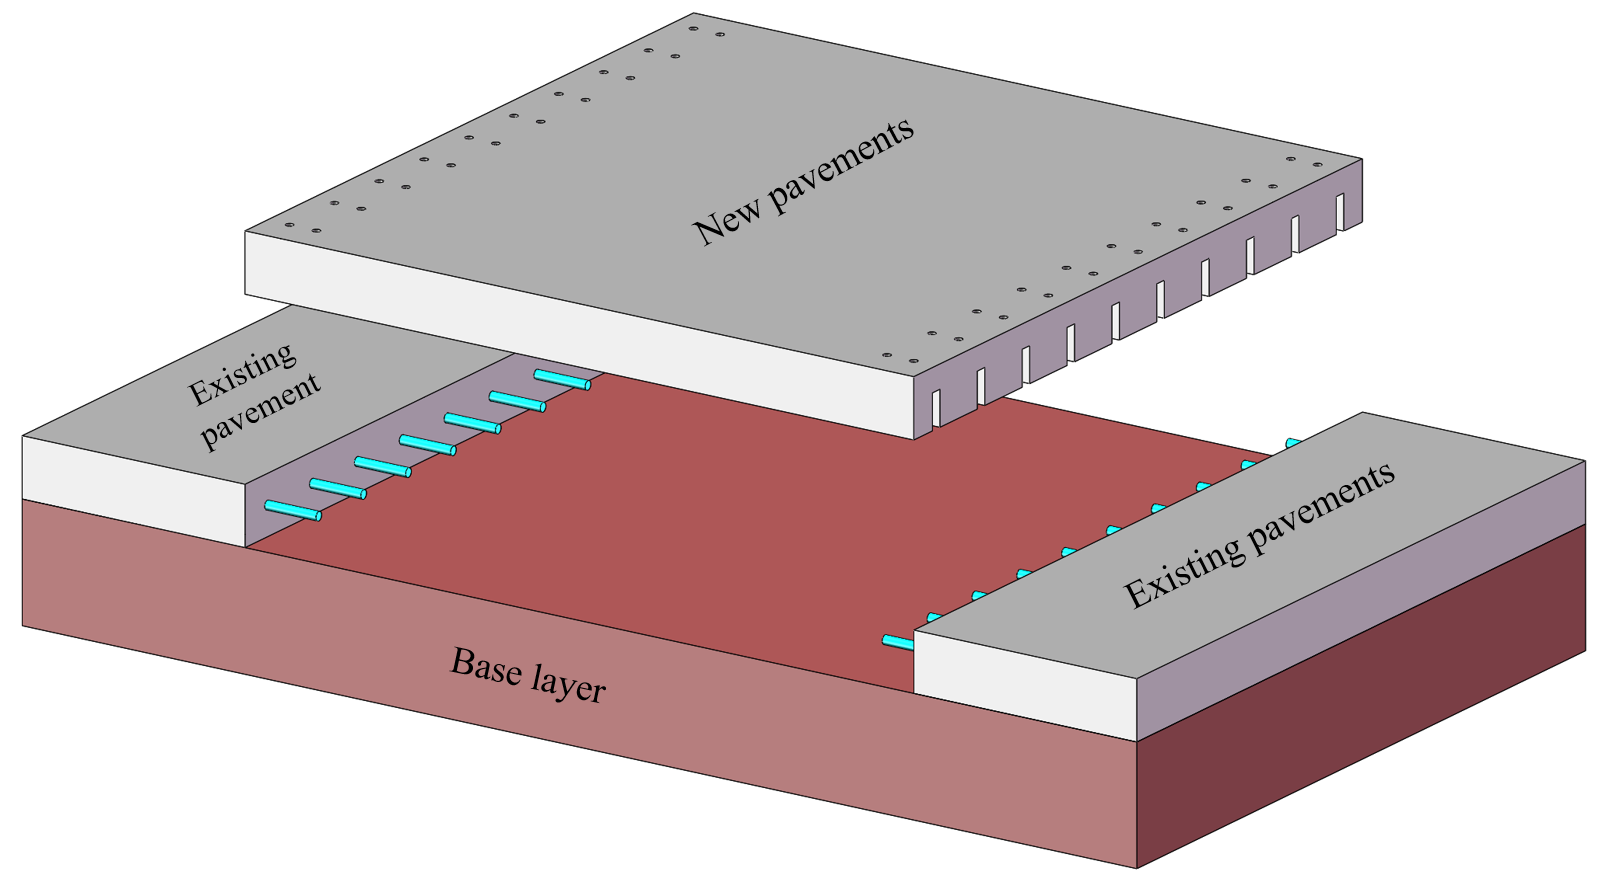 New pavements
Existing
pavement
Existing pavements
Base layer